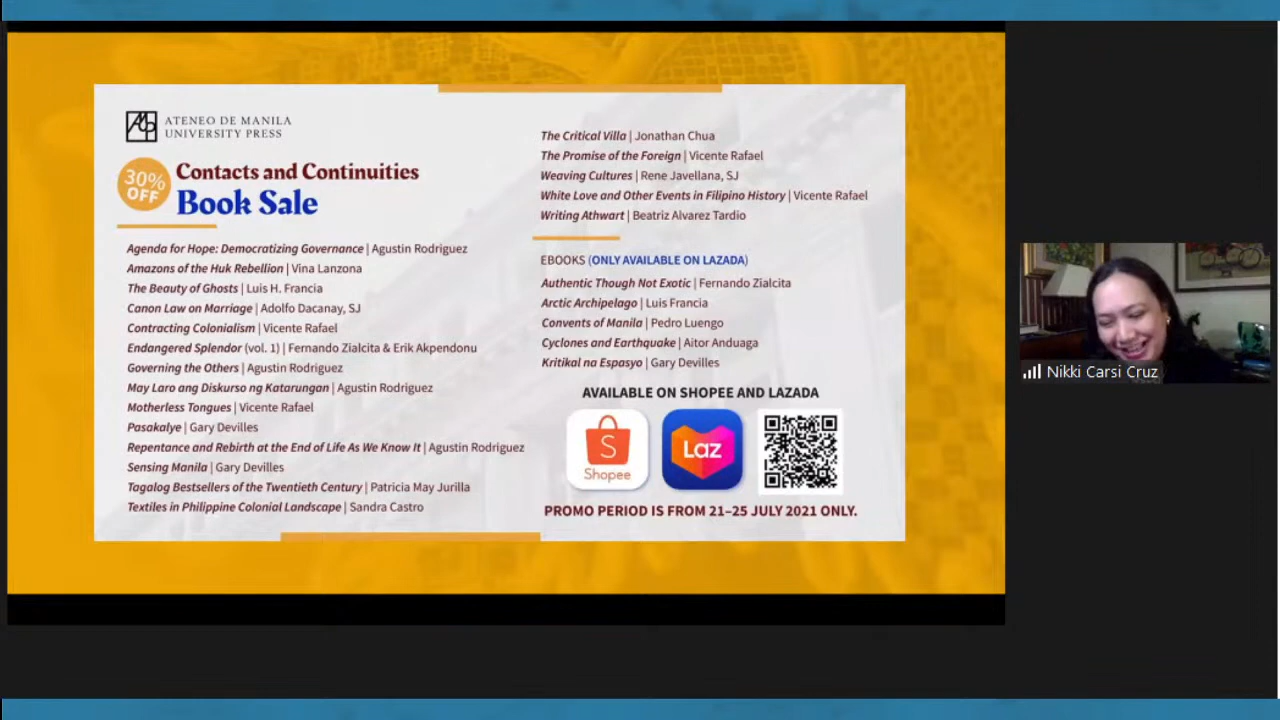 ATENEO DE MANILA
UNIVERSITY PRESS
30%
OFF
Contacts and Continuities
Book Sale
Agenda for Hope: Democratizing Governance | Agustin Rodriguez
Amazons of the Huk Rebellion | Vina Lanzona
The Beauty of Ghosts | Luis H. Francia
Canon Law on Marriage | Adolfo Dacanay, SJ
Contracting Colonialism | Vicente Rafael
Endangered Splendor (vol. 1) | Fernando Zialcita & Erik Akpendonu
Governing the Others | Agustin Rodriguez
May Laro ang Diskurso ng Katarungan | Agustin Rodriguez
Motherless Tongues | Vicente Rafael
Pasakalye | Gary Devilles
Repentance and Rebirth at the End of Life As We Know It | Agustin Rodriguez
Sensing Manila | Gary Devilles
Tagalog Bestsellers of the Twentieth Century | Patricia May Jurilla
Textiles in Philippine Colonial Landscape | Sandra Castro
The Critical Villa | Jonathan Chua
The Promise of the Foreign | Vicente Rafael
Weaving Cultures | Rene Javellana, SJ
White Love and Other Events in Filipino History | Vicente Rafael
Writing Athwart | Beatriz Alvarez Tardio
EBOOKS (ONLY AVAILABLE ON LAZADA)
Authentic Though Not Exotic | Fernando Zialcita
Arctic Archipelago | Luis Francia
Convents of Manila | Pedro Luengo
Cyclones and Earthquake | Aitor Anduaga
Kritikal na Espasyo | Gary Devilles
AVAILABLE ON SHOPEE AND LAZADA
S
Shopee
Laz
PROMO PERIOD IS FROM 21–25 JULY 2021 ONLY.
Nikki Carsi Cruz